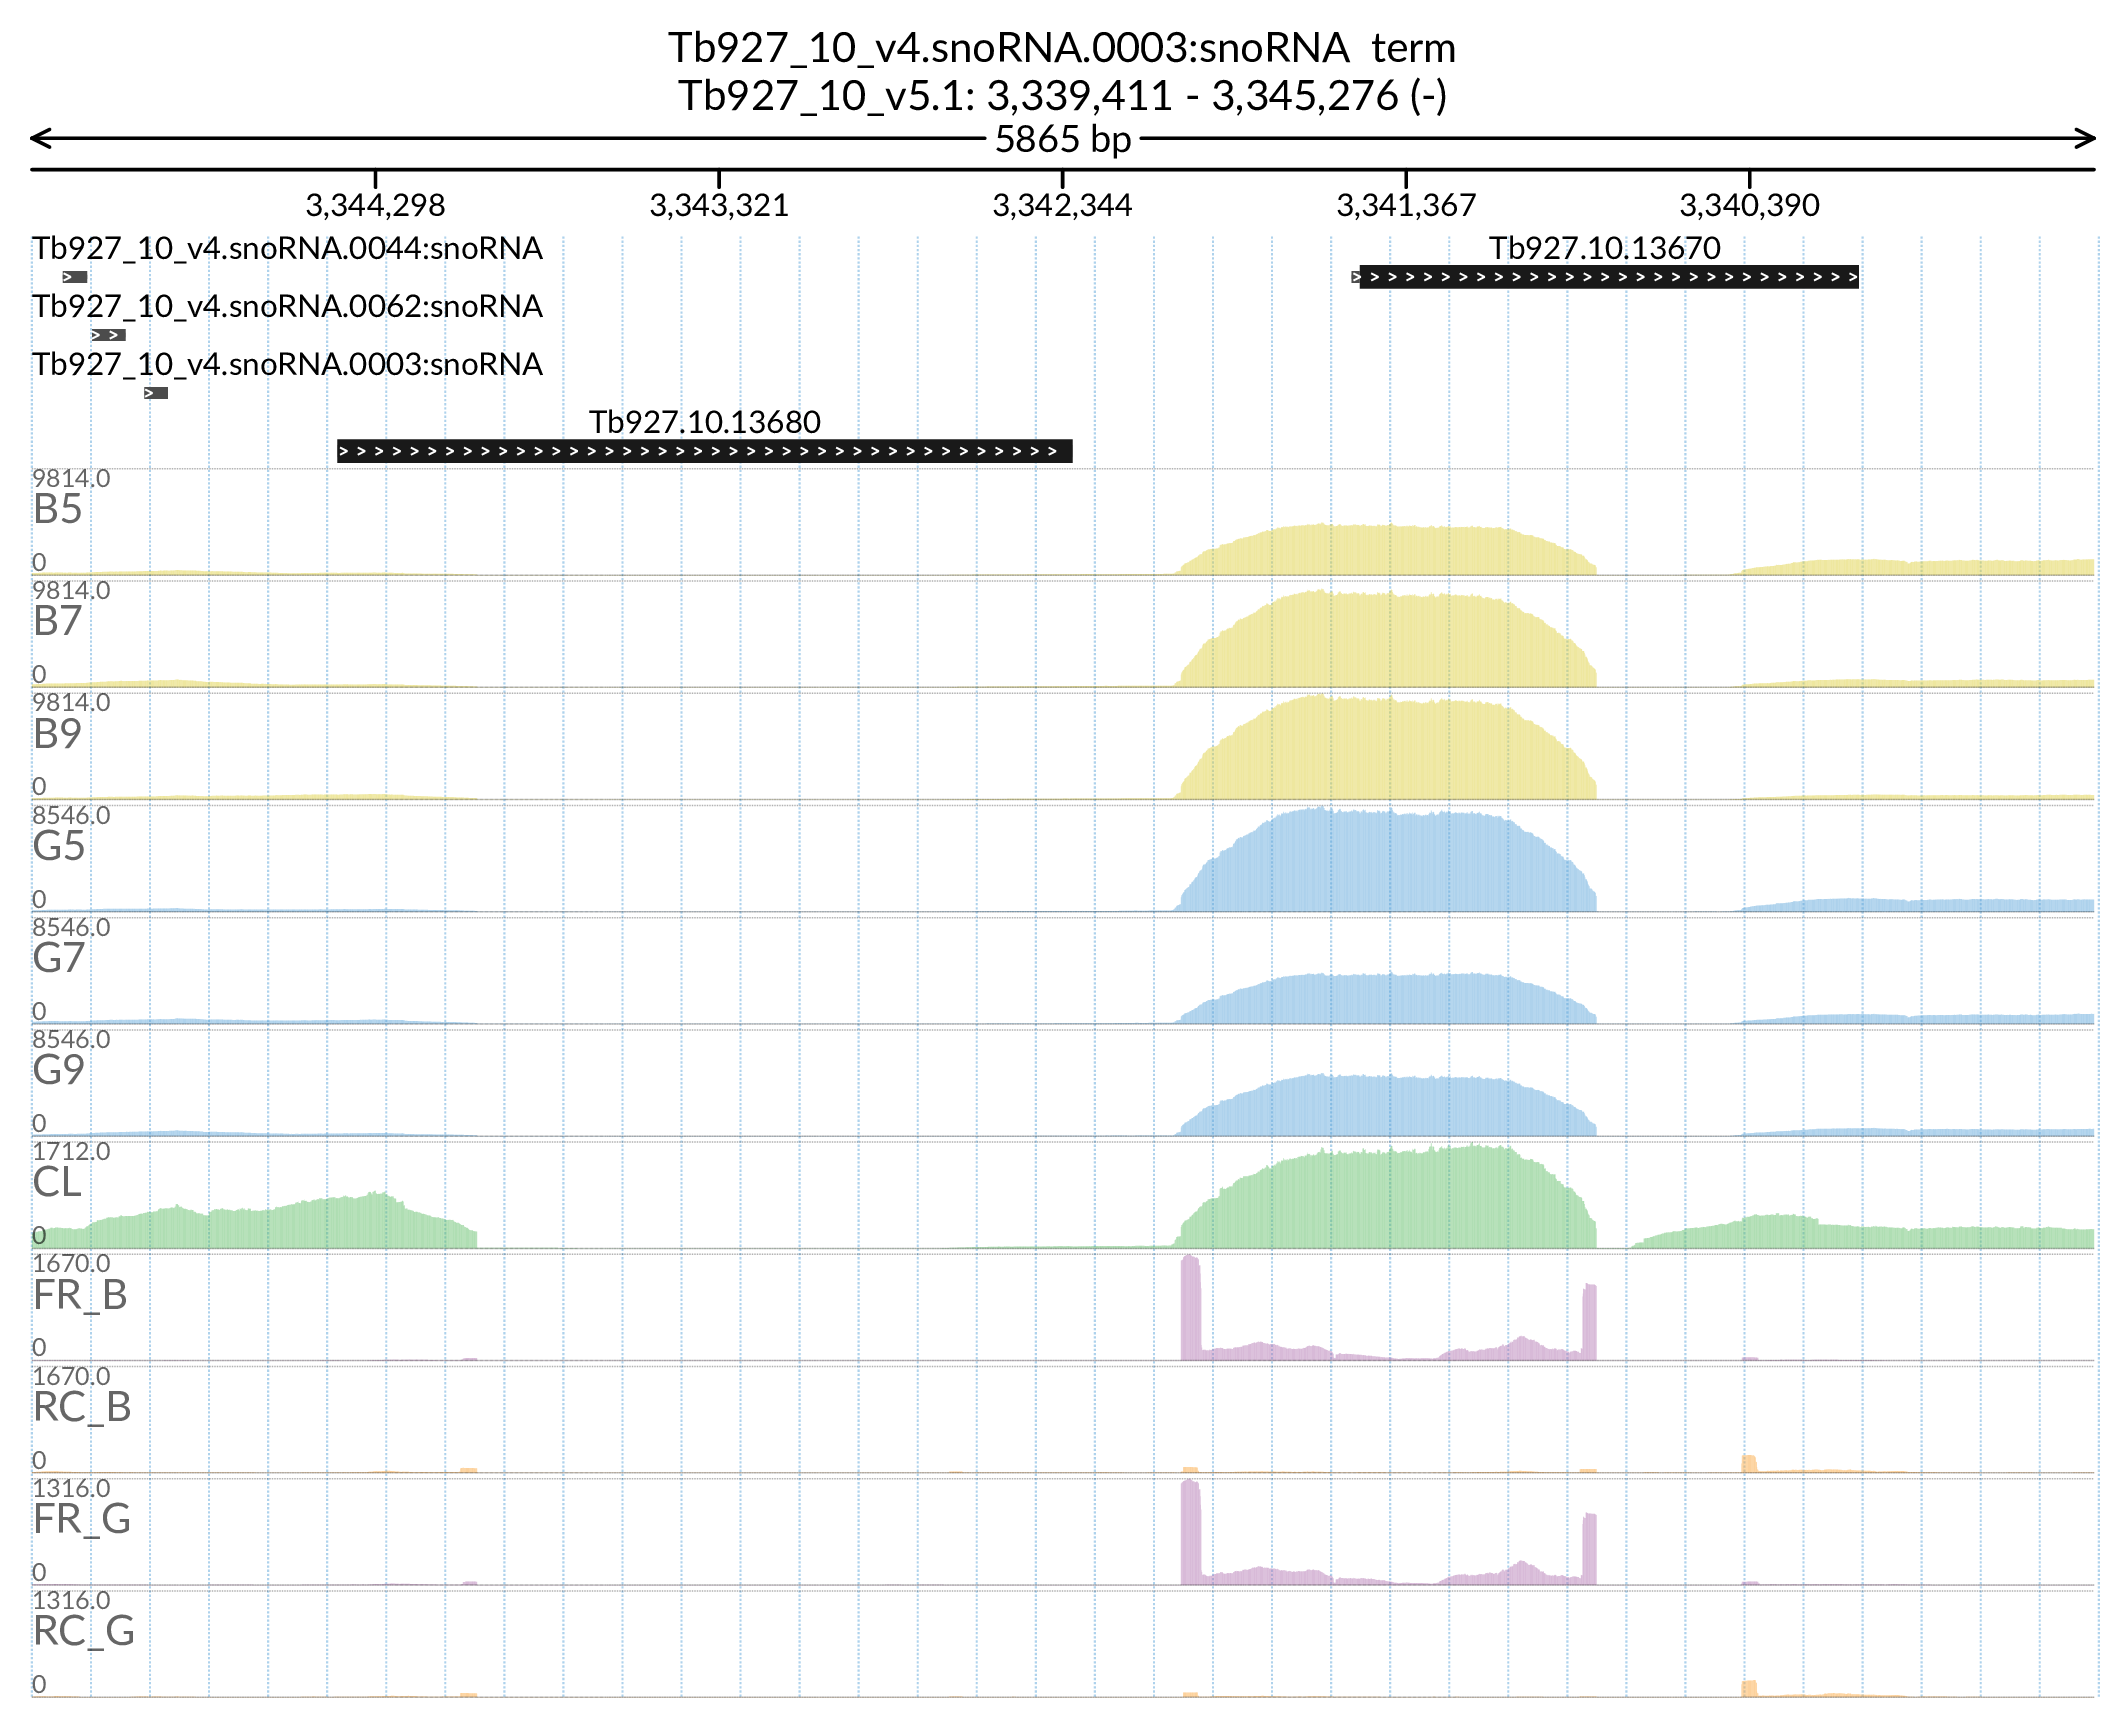 Tb927_10_v4.snoRNA.0003:snoRNA  term
Tb927_10_v5.1: 3,339,411 - 3,345,276 (-)
5865 bp
3,344,298 3,343,321 3,342,344 3,341,367 3,340,390
Tb927_10_v4.snoRNA.0044:snoRNA Tb927.10.13670
Tb927_10_v4.snoRNA.0062:snoRNA
Tb927_10_v4.snoRNA.0003:snoRNA
Tb927.10.13680
9814.0
B5
0
9814.0
B7
0
9814.0
B9
0
8546.0
G5
0
8546.0
G7
0
8546.0
G9
0
1712.0
CL
0
1670.0
FR_B
0
1670.0
RC_B
0
1316.0
FR_G
0
1316.0
RC_G
0